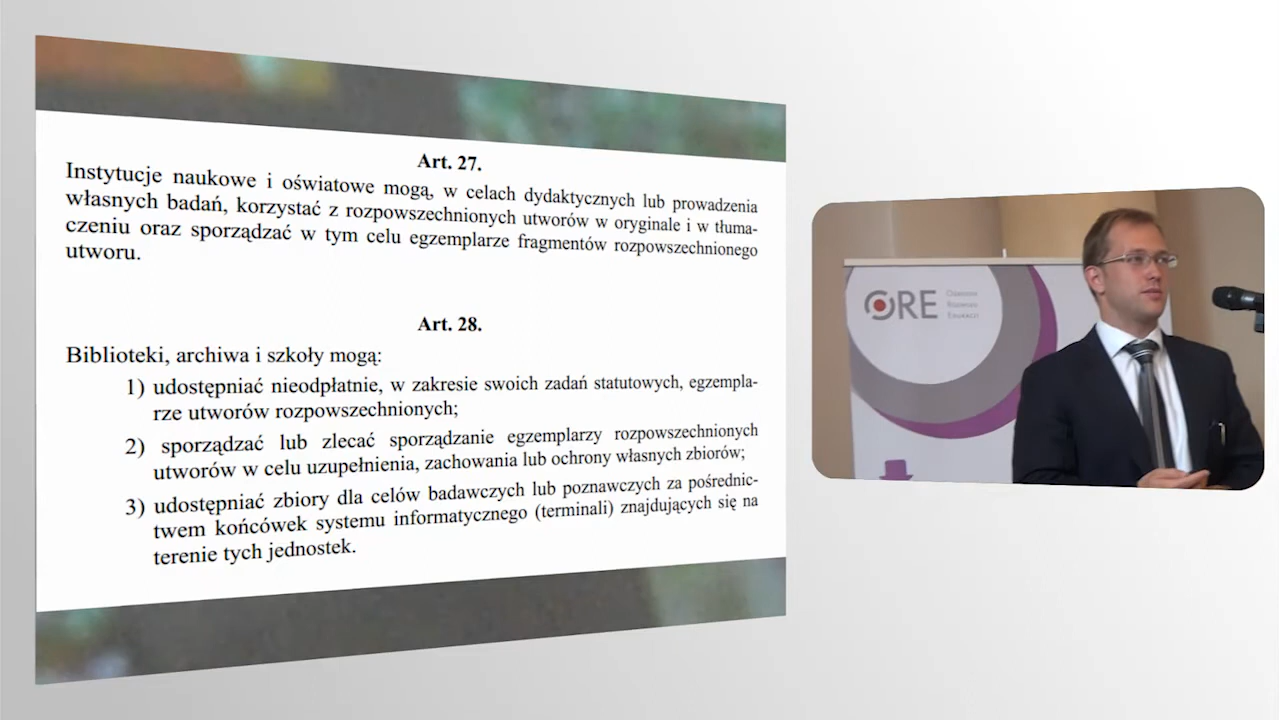 Art. 27.
Instytucje naukowe i oświatowe mogą, w celach dydaktycznych lub prowadzenia
własnych badań, korzystać z rozpowszechnionych utworów w oryginale i w tłuma-
czeniu oraz sporządzać w tym celu egzemplarze fragmentów rozpowszechnionego
utworu.
Art. 28.
Biblioteki, archiwa i szkoły mogą:
1) udostępniać nieodpłatnie, w zakresie swoich zadań statutowych, egzempla-
rze utworów rozpowszechnionych;
2) sporządzać lub zlecać sporządzanie egzemplarzy rozpowszechnionych
utworów w celu uzupełnienia, zachowania lub ochrony własnych zbiorów;
3) udostępniać zbiory dla celów badawczych lub poznawczych za pośrednic-
twem końcówek systemu informatycznego (terminali) znajdujących się na
terenie tych jednostek.
ORE
Ośrodek
Rozwoju
Edukacji